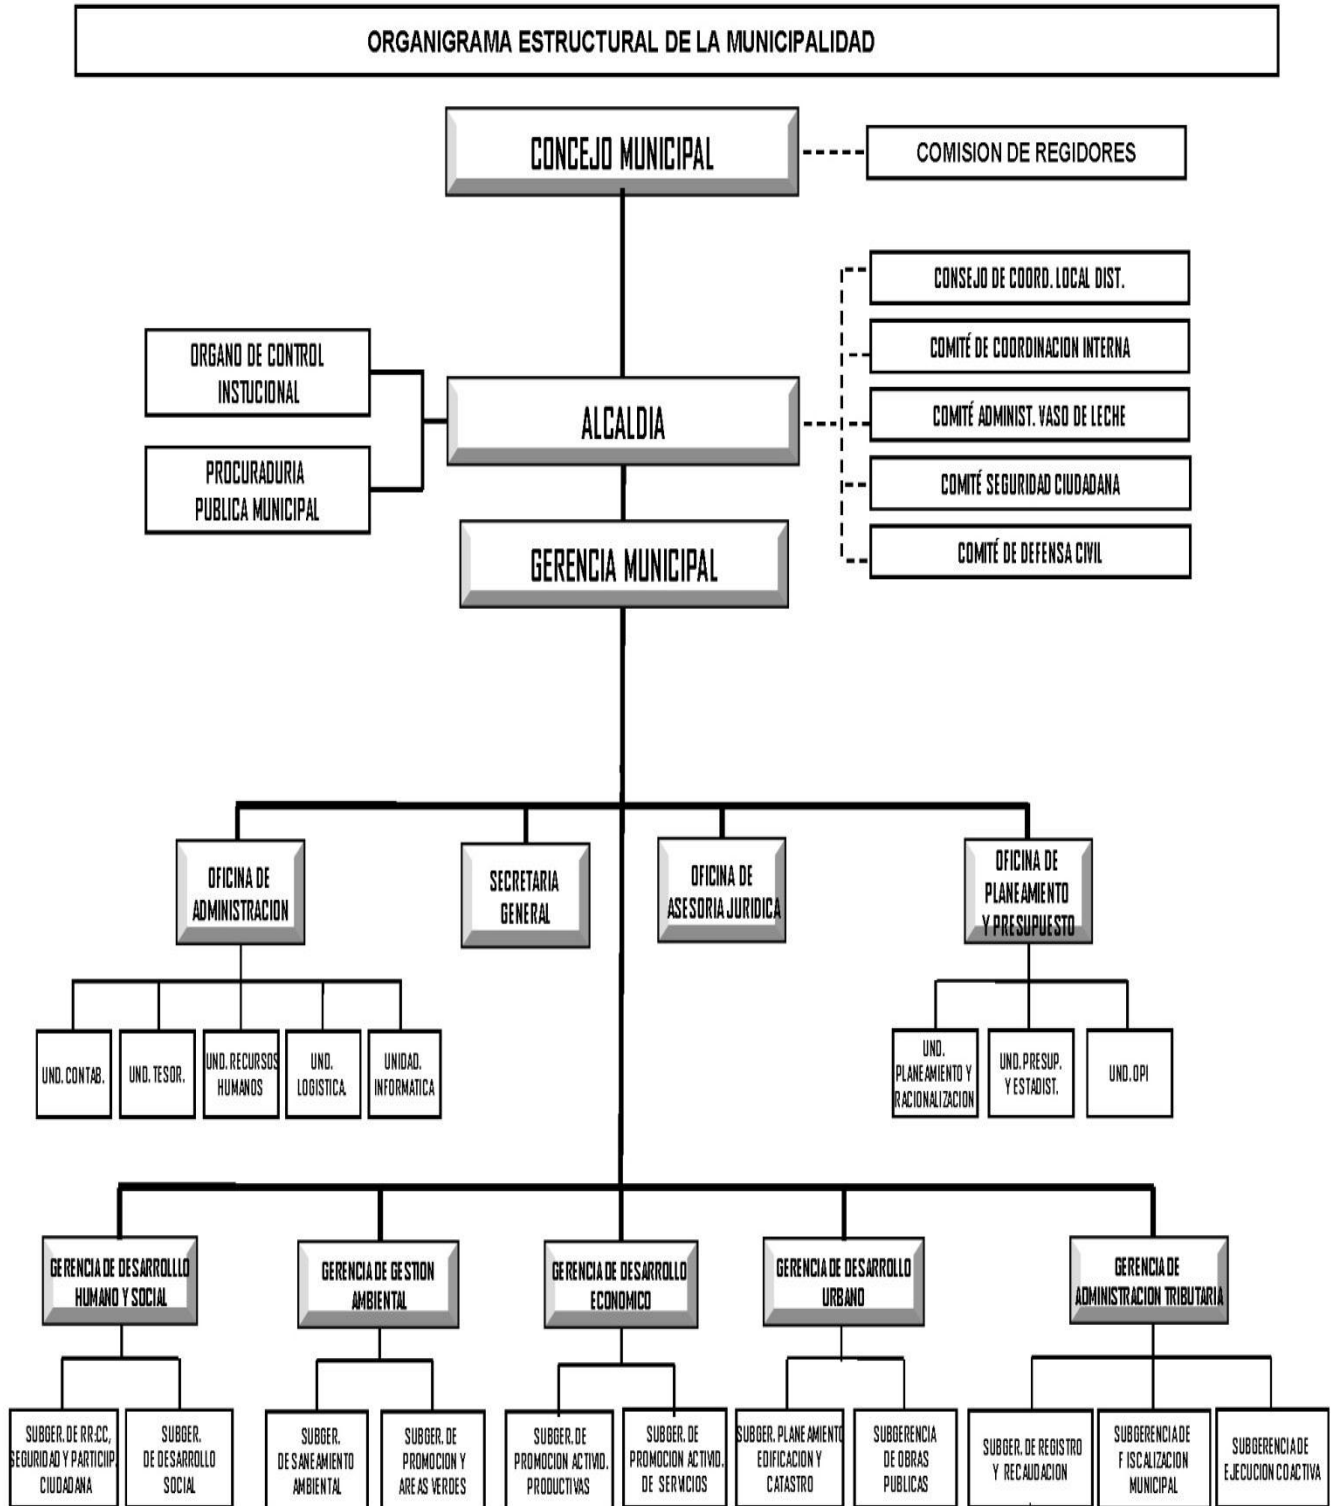 ORGANIGRAMA ESTRUCTURAL DE LA MUNICIPALIDAD
CONCEJO MUNICIPAL
COMISION DE REGIDORES
CONSEJO DE COORD. LOCAL DIST.
COMITÉ DE COORDINACION INTERNA
COMITÉ ADMINIST. VASO DE LECHE
COMITÉ SEGURIDAD CIUDADANA
COMITÉ DE DEFENSA CIVIL
ORGANO DE CONTROL
INSTUCIONAL
PROCURADURIA
PUBLICA MUNICIPAL
ALCALDIA
GERENCIA MUNICIPAL
OFICINA DE
ADMINISTRACION
SECRETARIA
GENERAL
OFICINA DE
ASESORIA JURIDICA
OFICINA DE
PLANEAMIENTO
Y PRESUPUESTO
UND. CONTAB.
UND. TESOR.
UND. RECURSOS
HUMANOS
UND.
LOGISTICA.
UNIDAD.
INFORMATICA
UND.
PLANEAMIENTO Y
RACIONALIZACION
UND. PRESUP.
Y ESTADIST.
UND. OPI
GERENCIA DE DESARROLLLO
HUMANO Y SOCIAL
GERENCIA DE GESTION
AMBIENTAL
GERENCIA DE DESARROLLO
ECONOMICO
GERENCIA DE DESARROLLO
URBANO
GERENCIA DE
ADMINISTRACION TRIBUTARIA
SUBGER. DE RR.CC,
SEGURIDAD Y PARTICIIP.
CIUDADANA
SUBGER.
DE DESARROLLO
SOCIAL
SUBGER.
DE SANEAMIENTO
AMBIENTAL
SUBGER. DE
PROMOCION Y
AREAS VERDES
SUBGER. DE
PROMOCION ACTIVID.
PRODUCTIVAS
SUBGER. DE
PROMOCION ACTIVID.
DE SERVICIOS
SUBGER. PLANEAMIENTO
EDIFICACION Y
CATASTRO
SUBGERENCIA
DE OBRAS
PUBLICAS
SUBGER. DE REGISTRO
Y RECAUDACION
SUBGERENCIA DE
FISCALIZACION
MUNICIPAL
SUBGERENCIA DE
EJECUCION COACTIVA